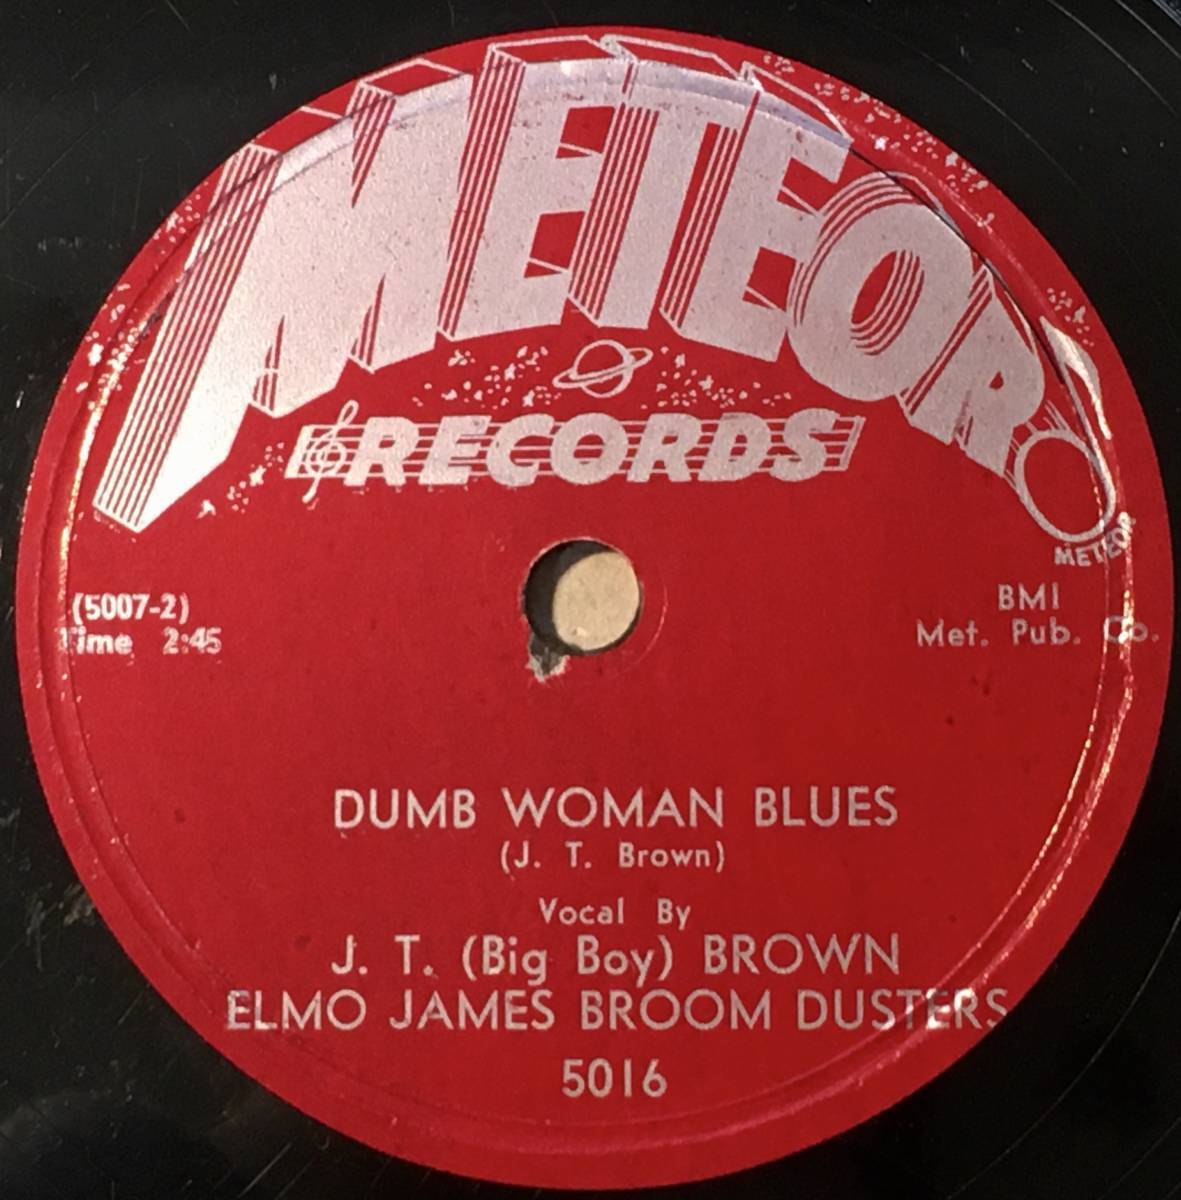 METEOR
RECORDS
METEOR
(5007-2)
Time 2:45
BMI
Met. Pub. Co.
DUMB WOMAN BLUES
(J. T. Brown)
Vocal By
J. T. (Big Boy) BROWN
ELMO JAMES BROOM DUSTERS
5016